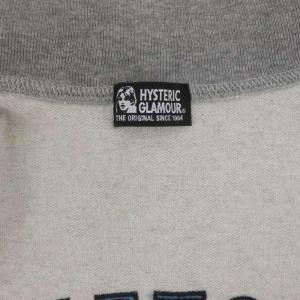 HYSTERIC
GLAMOUR®
THE ORIGINAL SINCE 1984